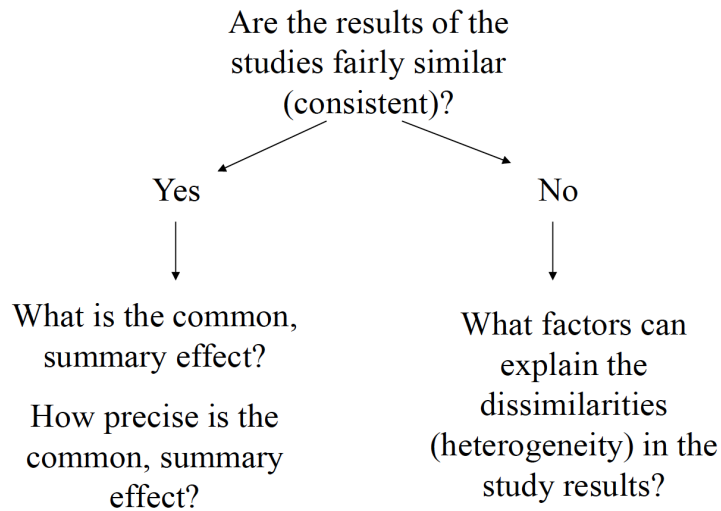 Are the results of the
studies fairly similar
(consistent)?
Yes
No
What is the common,
summary effect?
How precise is the
common, summary
effect?
What factors can
explain the
dissimilarities
(heterogeneity) in the
study results?